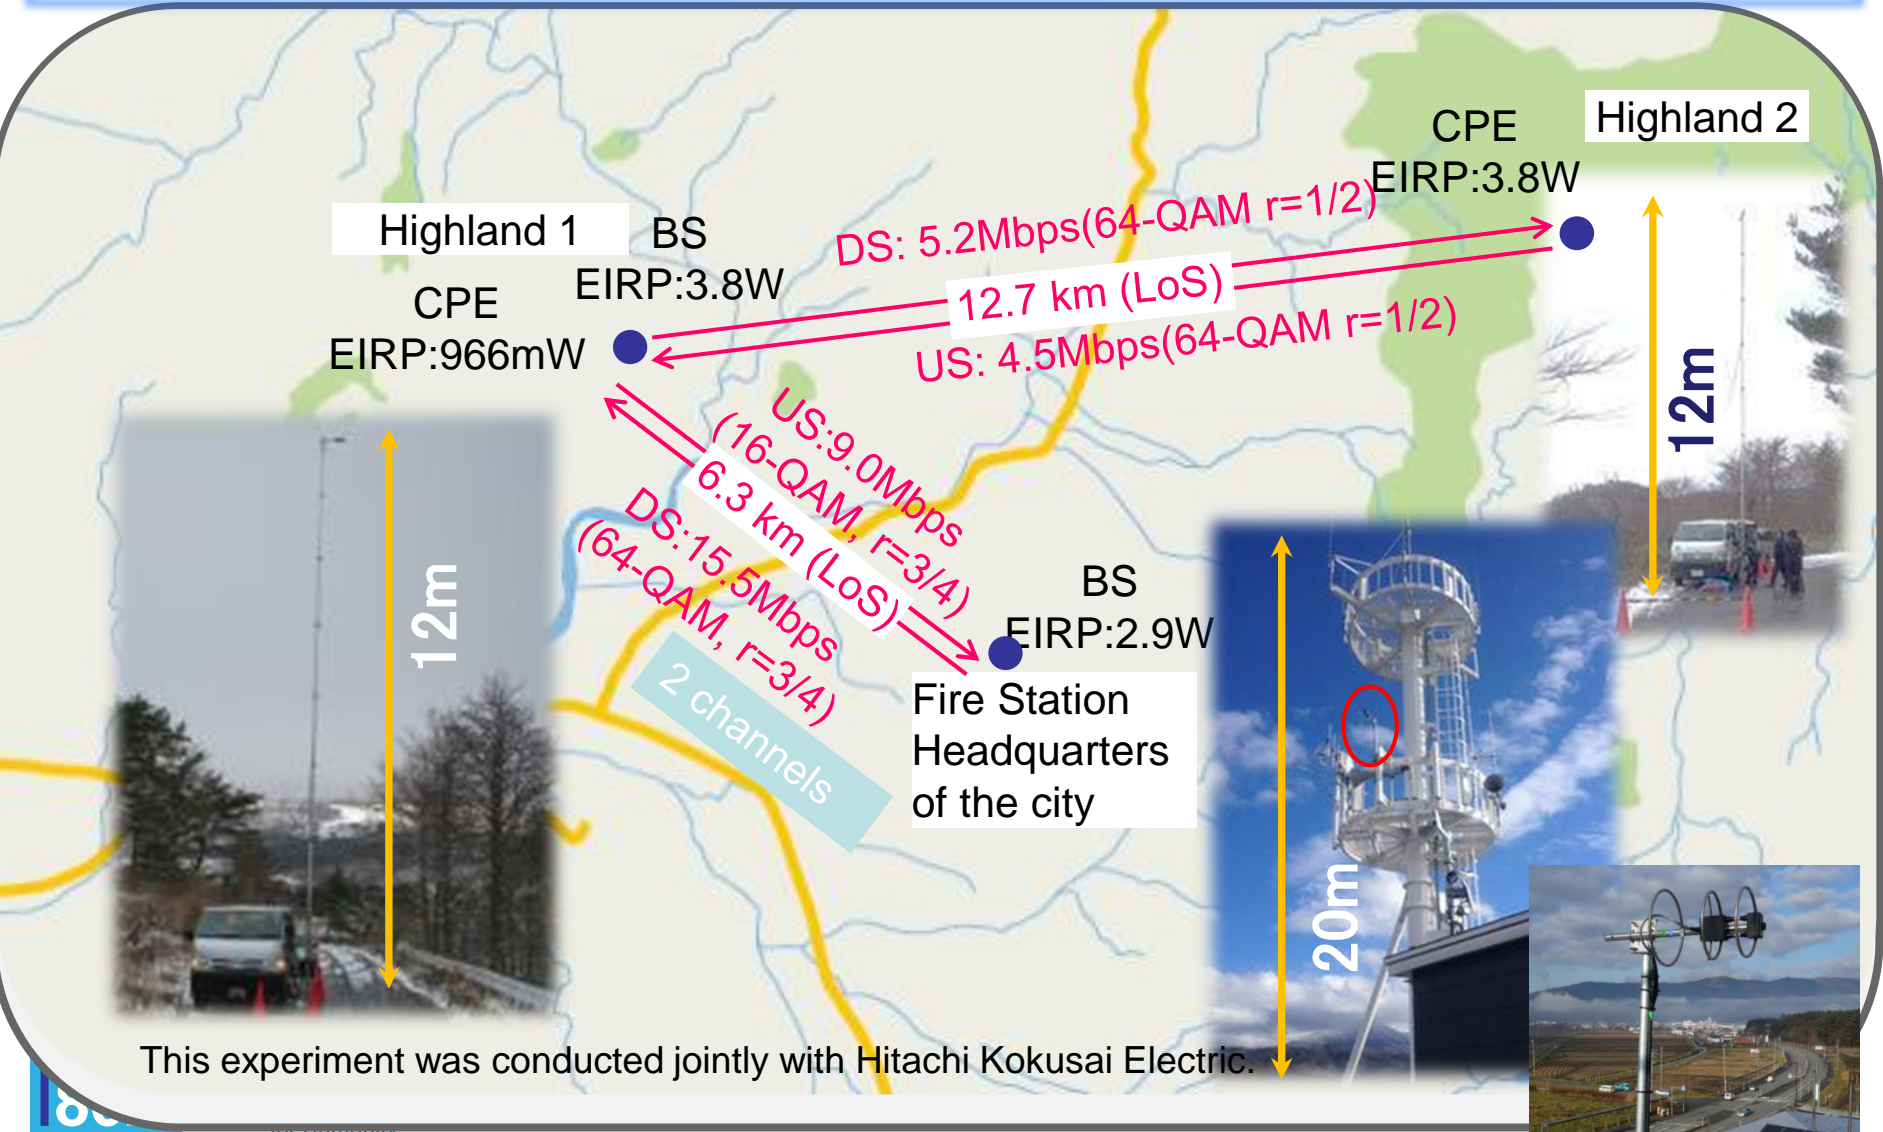 Highland 2
CPE
EIRP:3.8W
Highland 1
BS
EIRP:3.8W
CPE
EIRP:966mW
DS: 5.2Mbps(64-QAM r=1/2)
12.7 km (LoS)
US: 4.5Mbps(64-QAM r=1/2)
12m
US:9.0Mbps
(16-QAM, r=3/4)
6.3 km (LoS)
DS:15.5Mbps
(64-QAM, r=3/4)
2 channels
12m
BS
EIRP:2.9W
Fire Station
Headquarters
of the city
20m
This experiment was conducted jointly with Hitachi Kokusai Electric.